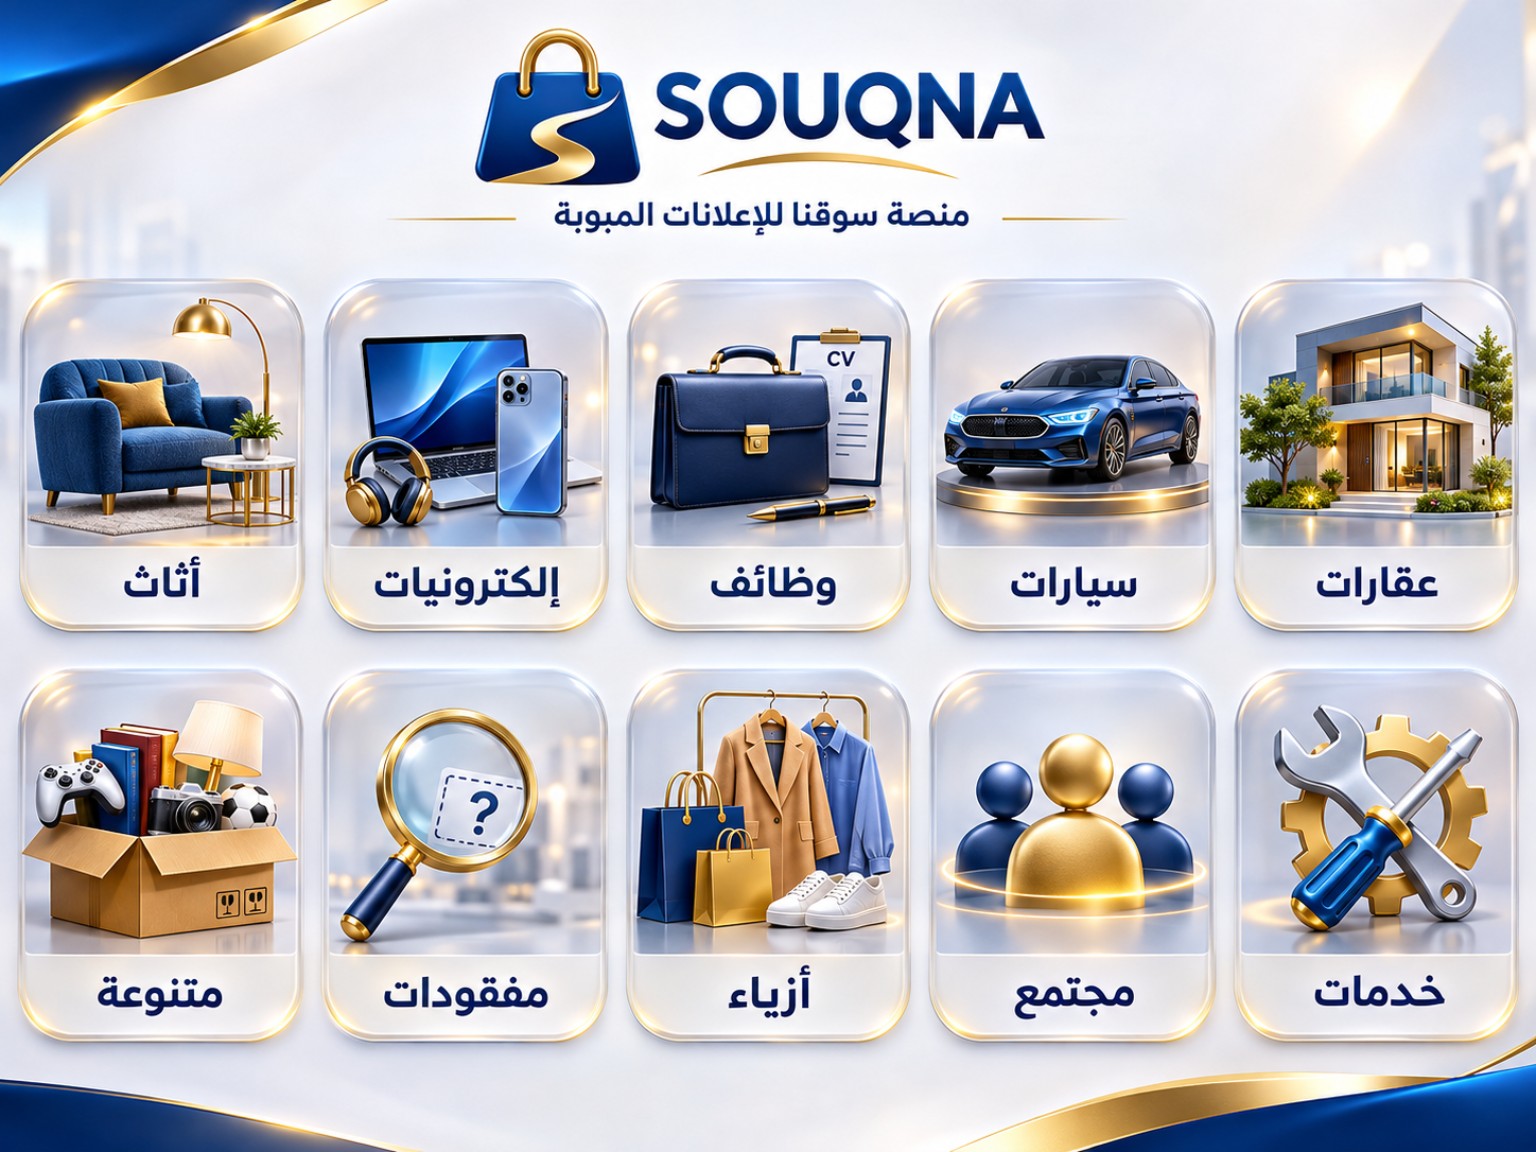 SOUQNA
منصة سوقنا للإعلانات المبوبة
CV
عقارات
سيارات
وظائف
إلكترونيات
أثاث
?
خدمات
مجتمع
أزياء
مفقودات
متنوعة